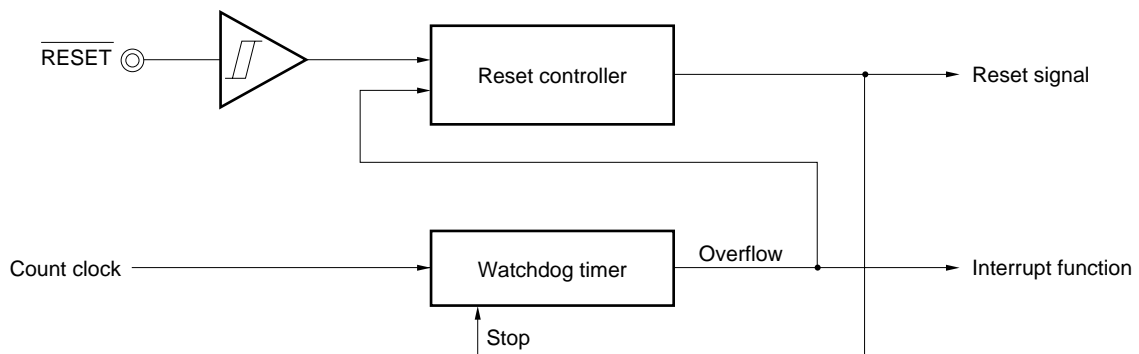 RESET
Reset controller
Reset signal
Count clock
Watchdog timer
Overflow
Interrupt function
Stop